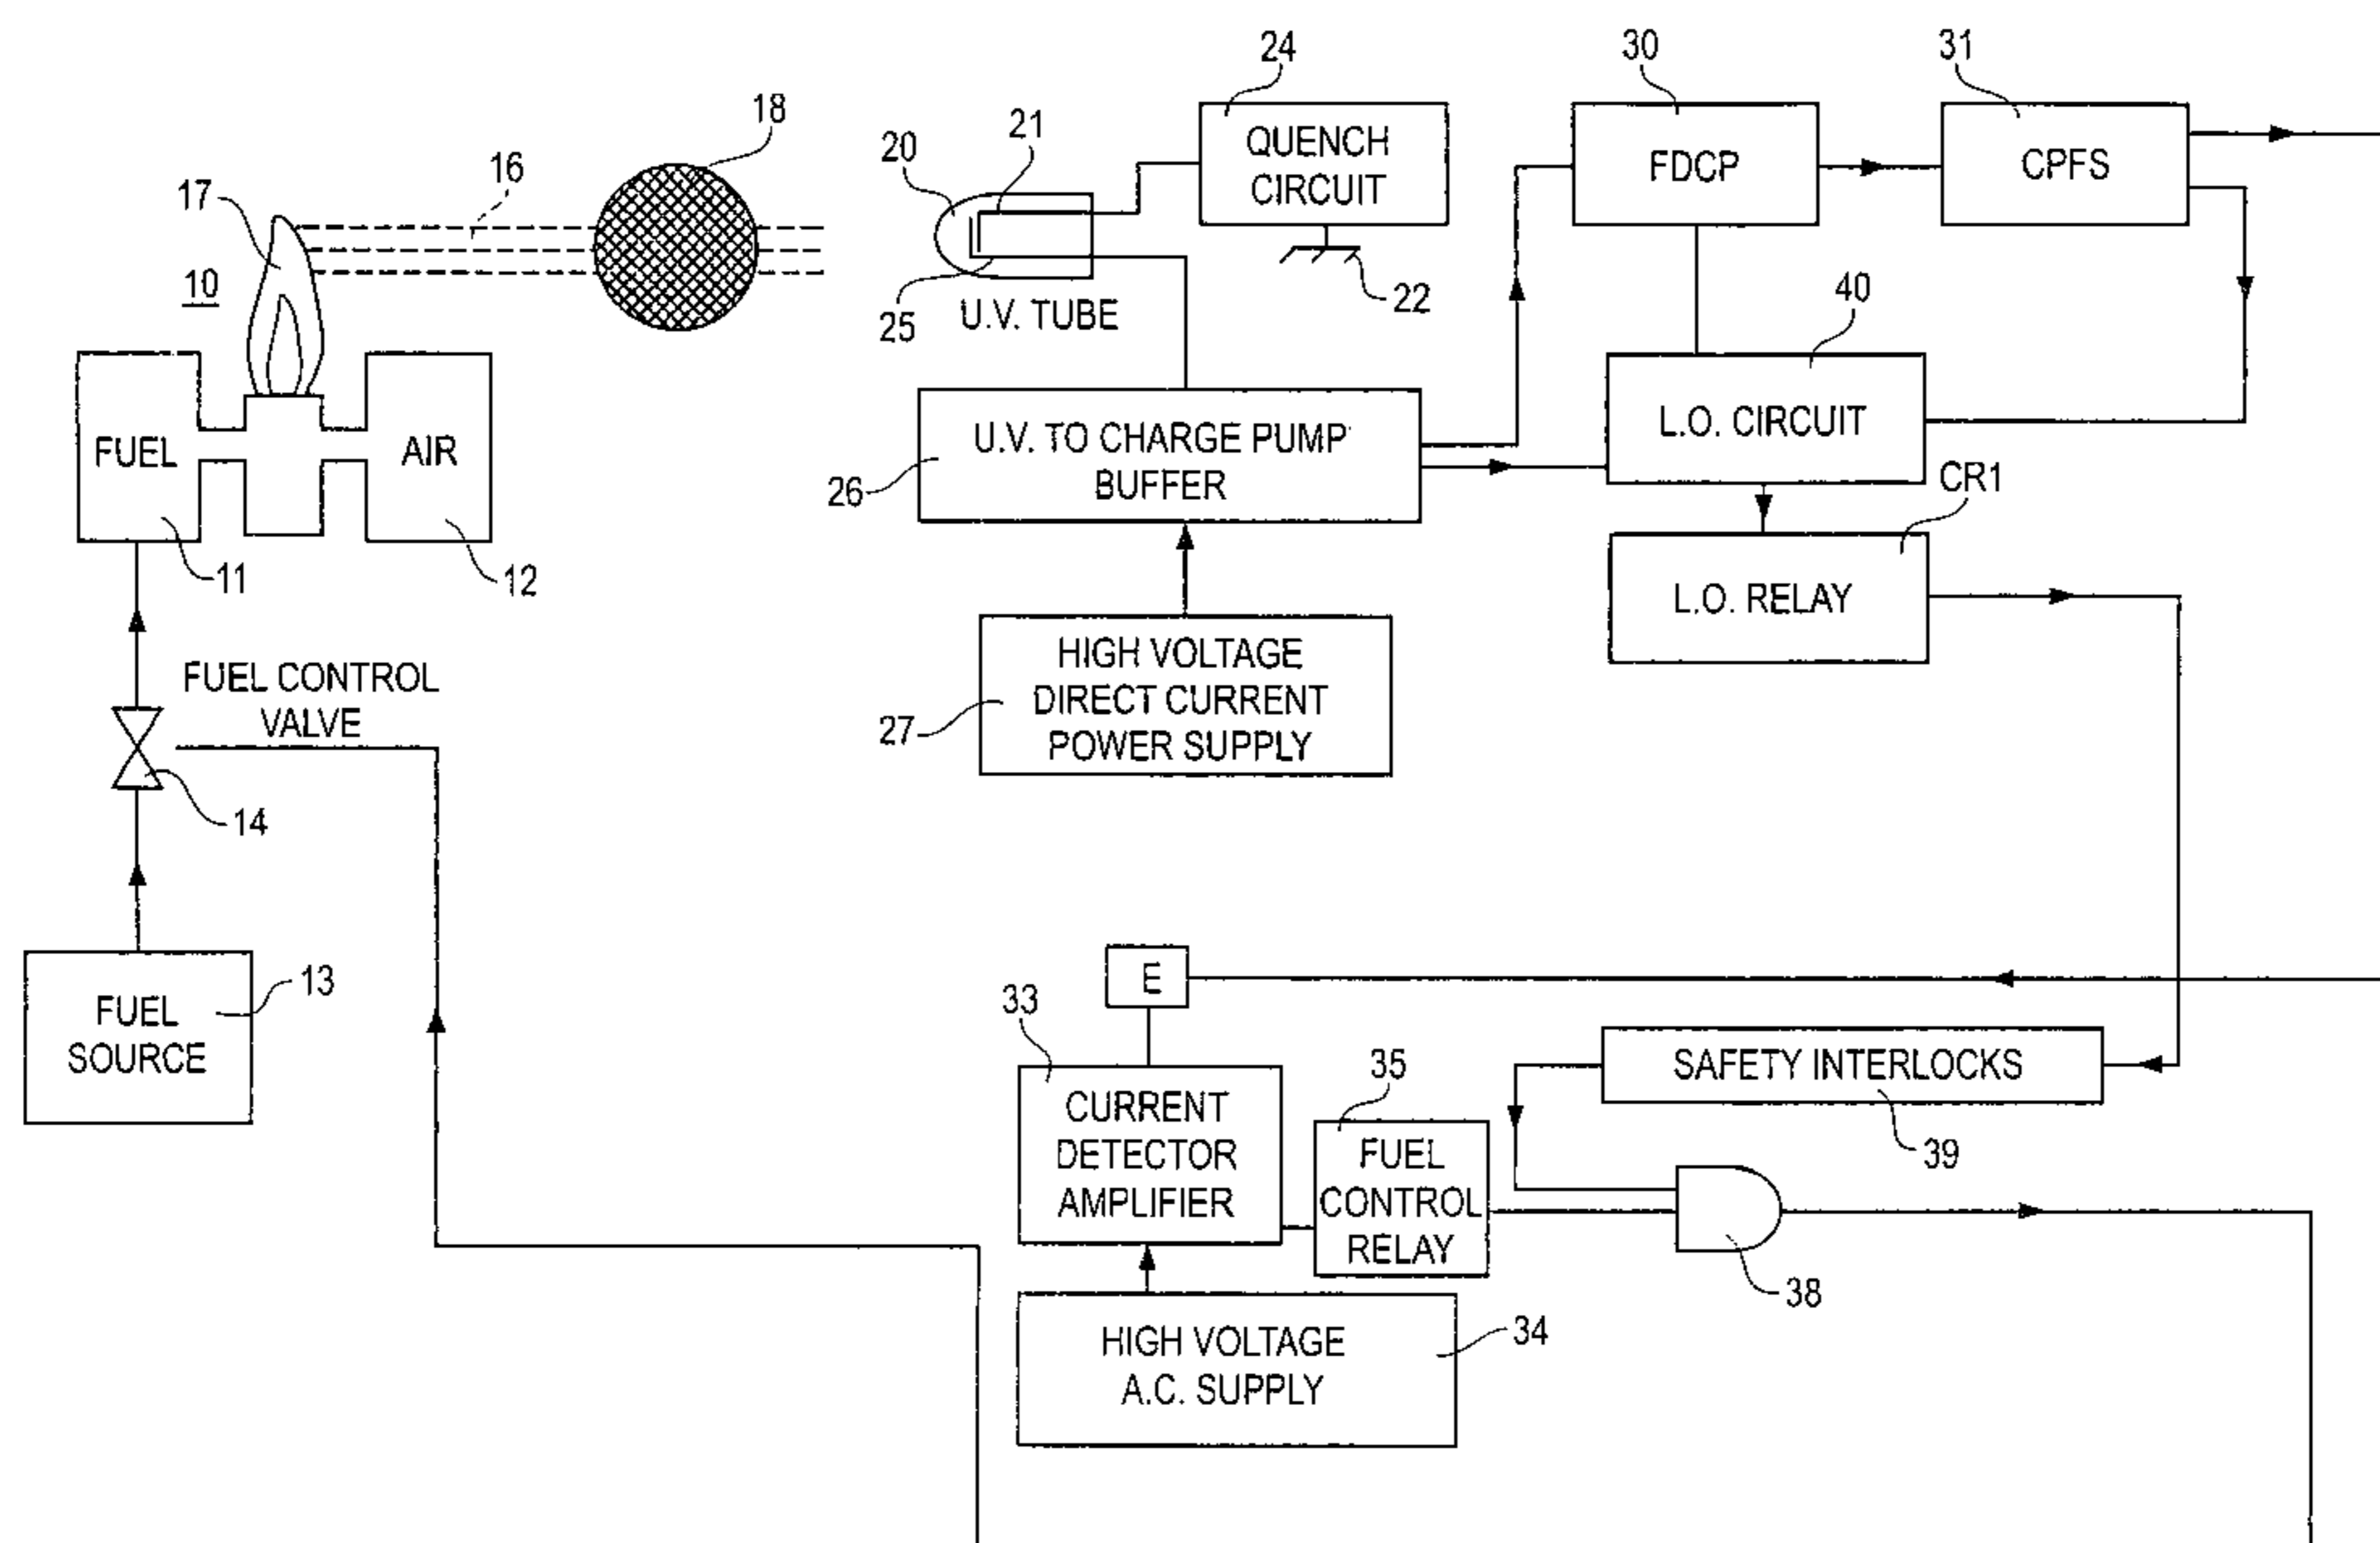 24
30
31
18
21
QUENCH
CIRCUIT
20
16
FDCP
CPFS
17
10
22
40
25
U.V. TUBE
FUEL
AIR
U.V. TO CHARGE PUMP
BUFFER
L.O. CIRCUIT
26
CR1
11
12
L.O. RELAY
HIGH VOLTAGE
DIRECT CURRENT
POWER SUPPLY
27
FUEL CONTROL
VALVE
14
E
13
33
FUEL
SOURCE
35
SAFETY INTERLOCKS
CURRENT
DETECTOR
AMPLIFIER
FUEL
CONTROL
RELAY
39
38
34
HIGH VOLTAGE
A.C. SUPPLY